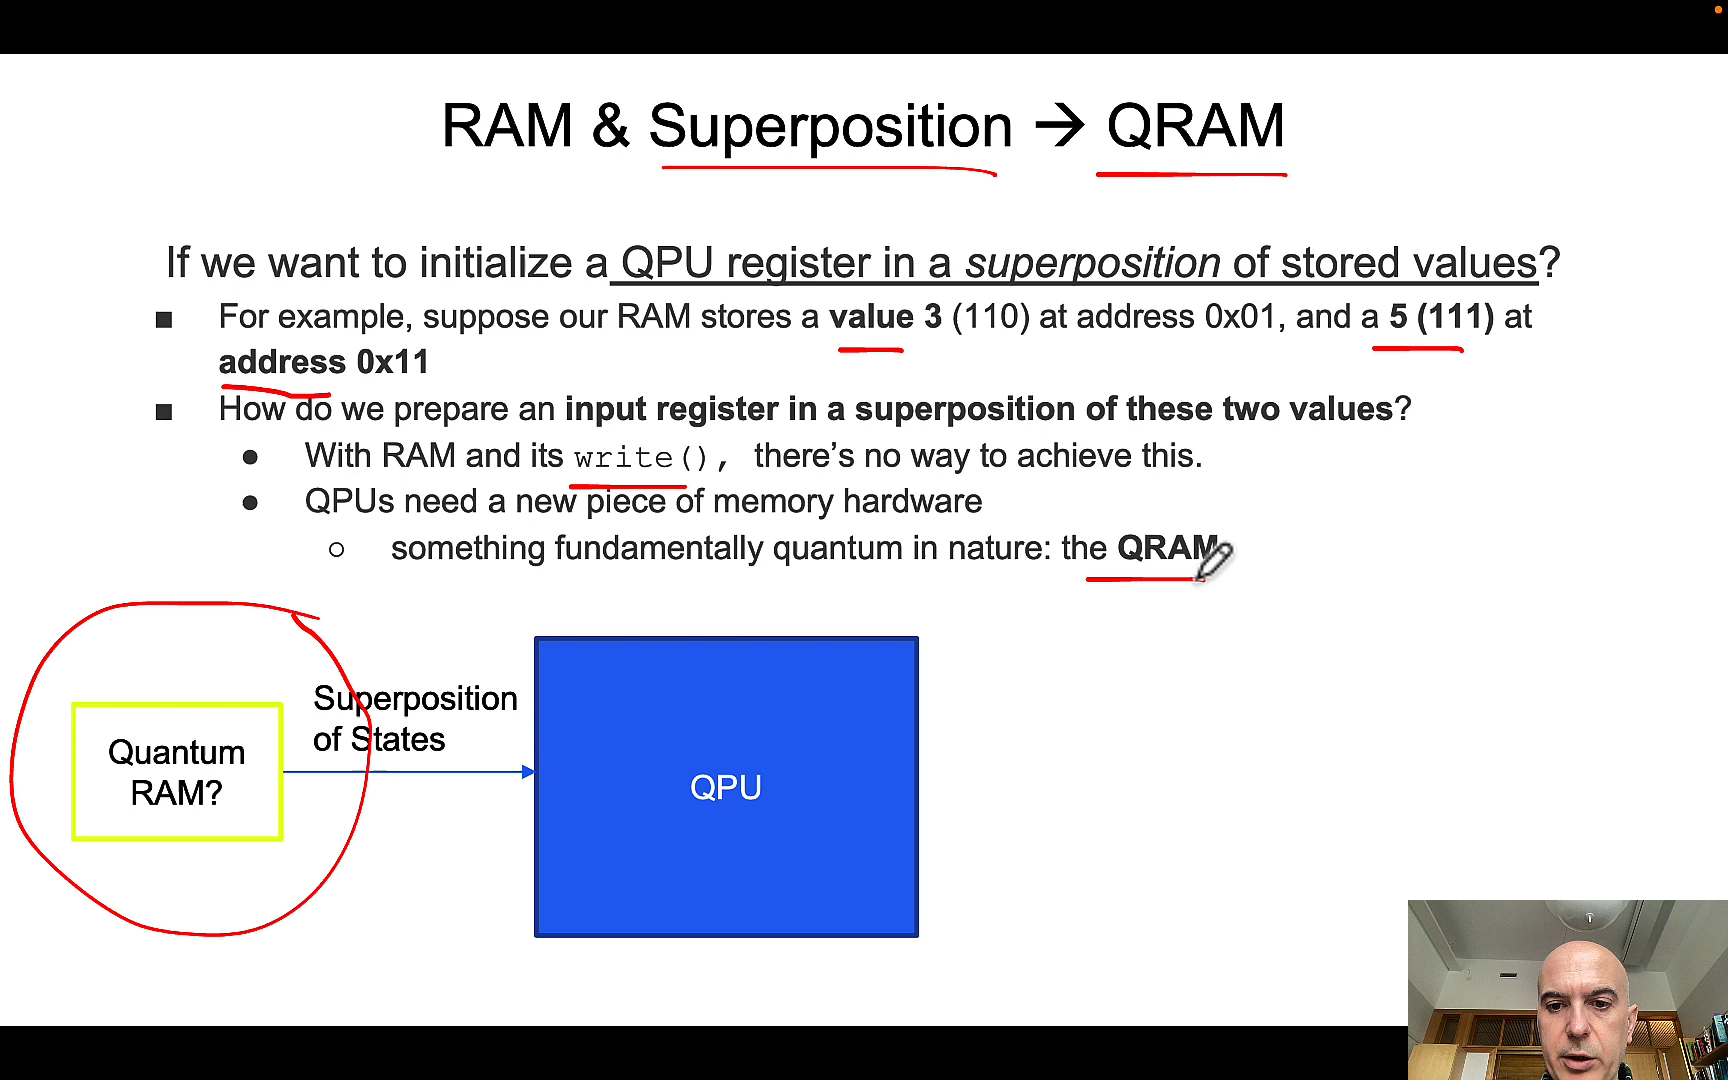 RAM & Superposition → QRAM
If we want to initialize a QPU register in a superposition of stored values?
■ For example, suppose our RAM stores a value 3 (110) at address 0x01, and a 5 (111) at
address 0x11
■ How do we prepare an input register in a superposition of these two values?
● With RAM and its write(), there's no way to achieve this.
● QPUs need a new piece of memory hardware
○ something fundamentally quantum in nature: the QRAM
Superposition
of States
Quantum
RAM?
QPU